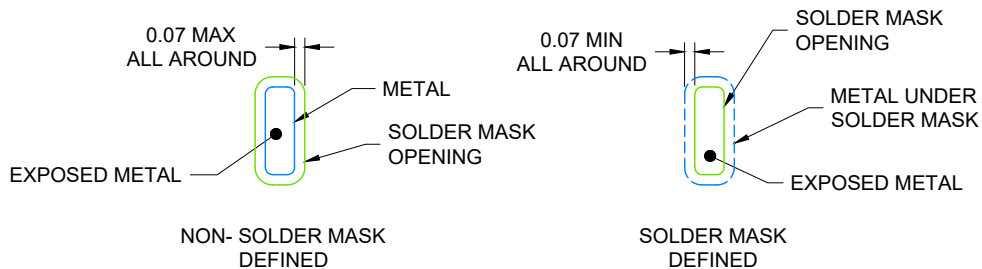 0.07 MAX
ALL AROUND
METAL
SOLDER MASK
OPENING
EXPOSED METAL
NON- SOLDER MASK
DEFINED
0.07 MIN
ALL AROUND
SOLDER MASK
OPENING
METAL UNDER
SOLDER MASK
EXPOSED METAL
SOLDER MASK
DEFINED